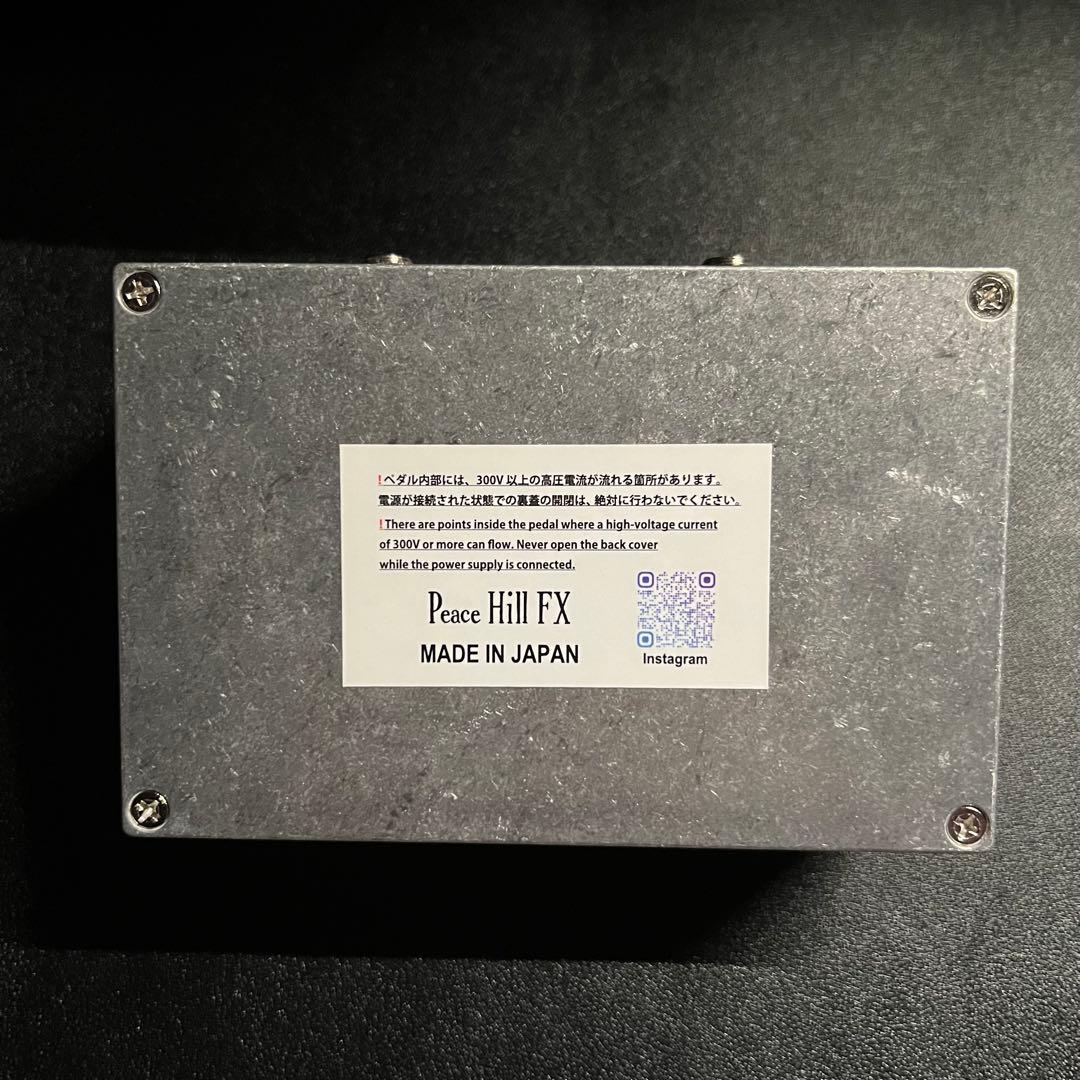 !ペダル内部には、300V 以上の高圧電流が流れる箇所があります。
電源が接続された状態での裏蓋の開閉は、絶対に行わないでください。
!There are points inside the pedal where a high-voltage current
of 300V or more can flow. Never open the back cover
while the power supply is connected.
Peace Hill FX
MADE IN JAPAN
Instagram